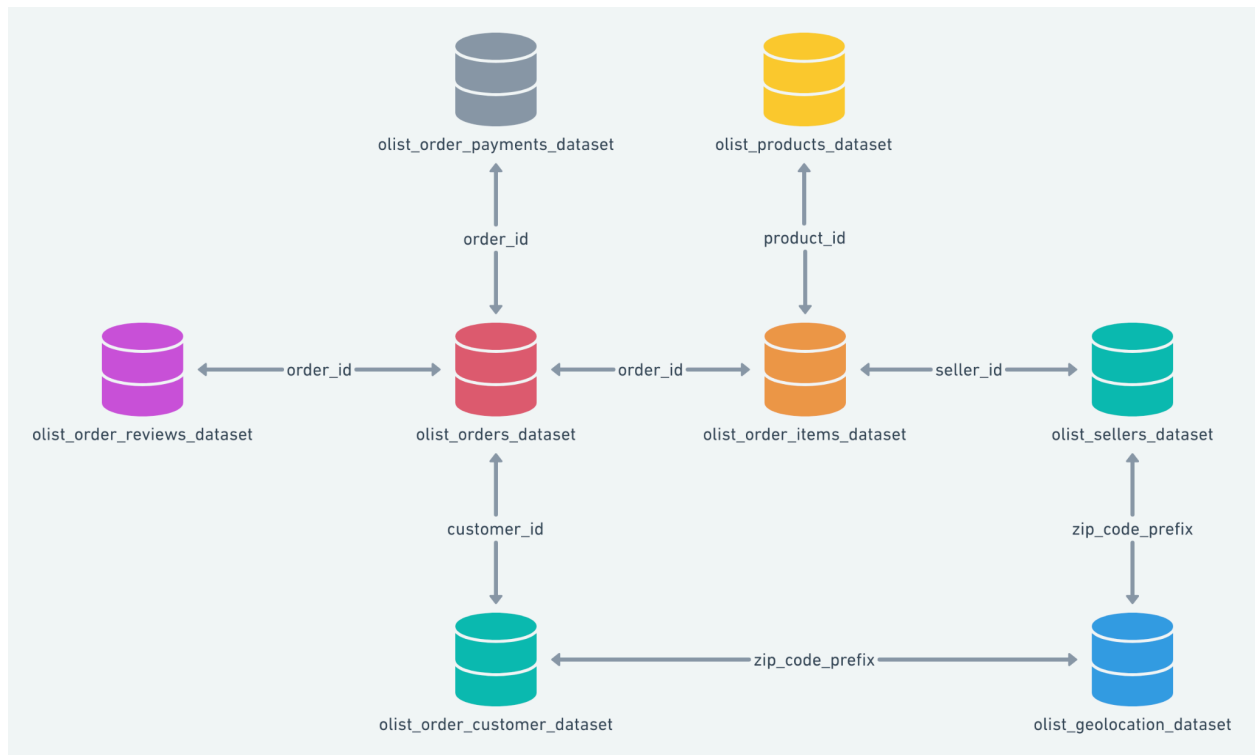 olist_order_payments_dataset
olist_products_dataset
order_id
product_id
order_id
order_id
seller_id
olist_order_reviews_dataset
olist_orders_dataset
olist_order_items_dataset
olist_sellers_dataset
customer_id
zip_code_prefix
zip_code_prefix
olist_order_customer_dataset
olist_geolocation_dataset